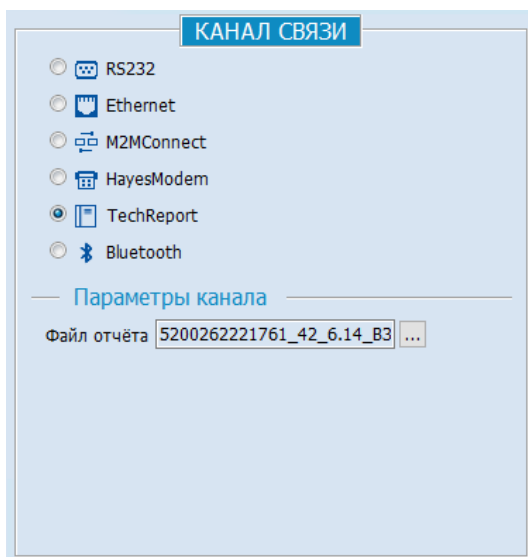 КАНАЛ СВЯЗИ
RS232
Ethernet
M2MConnect
HayesModem
TechReport
Bluetooth
Параметры канала
Файл отчёта 5200262221761_42_6.14_B3 ...